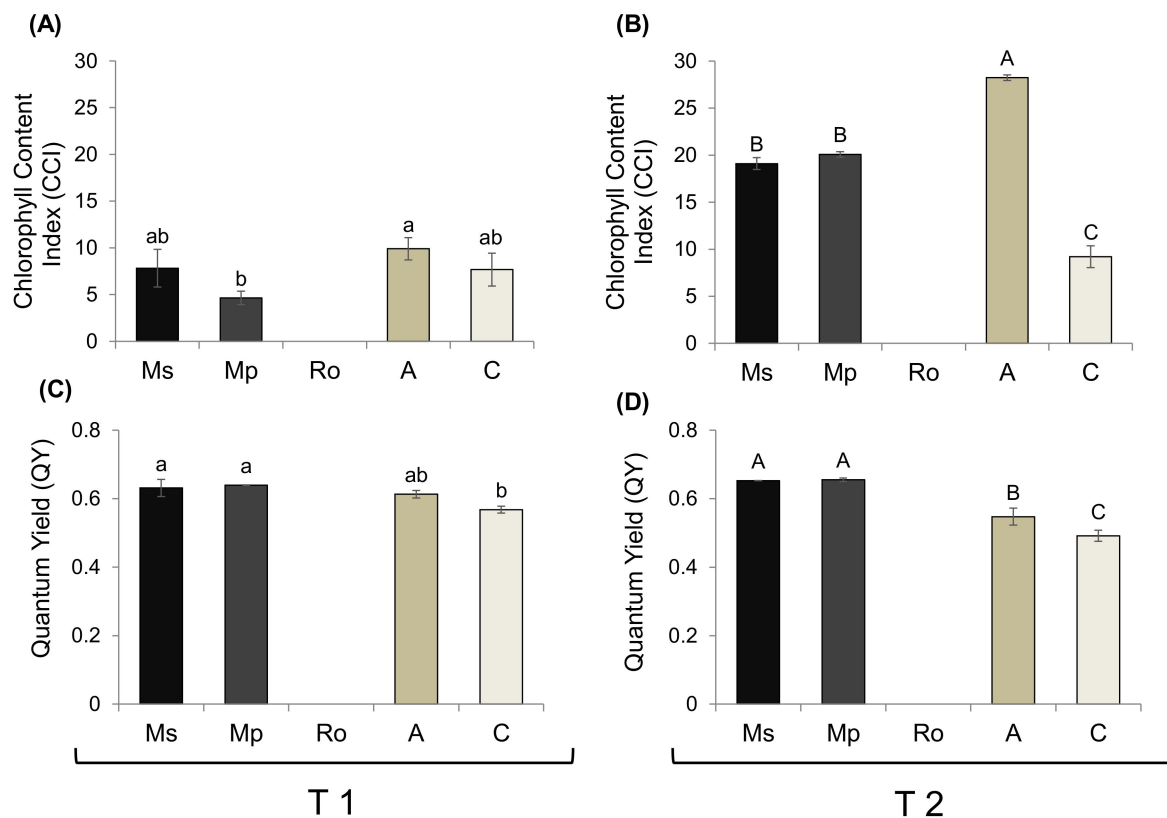 (A)
Chlorophyll Content
Index (CCI)
30
25
20
15
10
5
0
ab
b
a
ab
Ms Mp Ro A C
(B)
Chlorophyll Content
Index (CCI)
30
25
20
15
10
5
0
B
B
A
C
Ms Mp Ro A C
(C)
Quantum Yield (QY)
0.8
0.6
0.4
0.2
0
a
a
ab
b
Ms Mp Ro A C
T 1
(D)
Quantum Yield (QY)
0.8
0.6
0.4
0.2
0
A
A
B
C
Ms Mp Ro A C
T 2